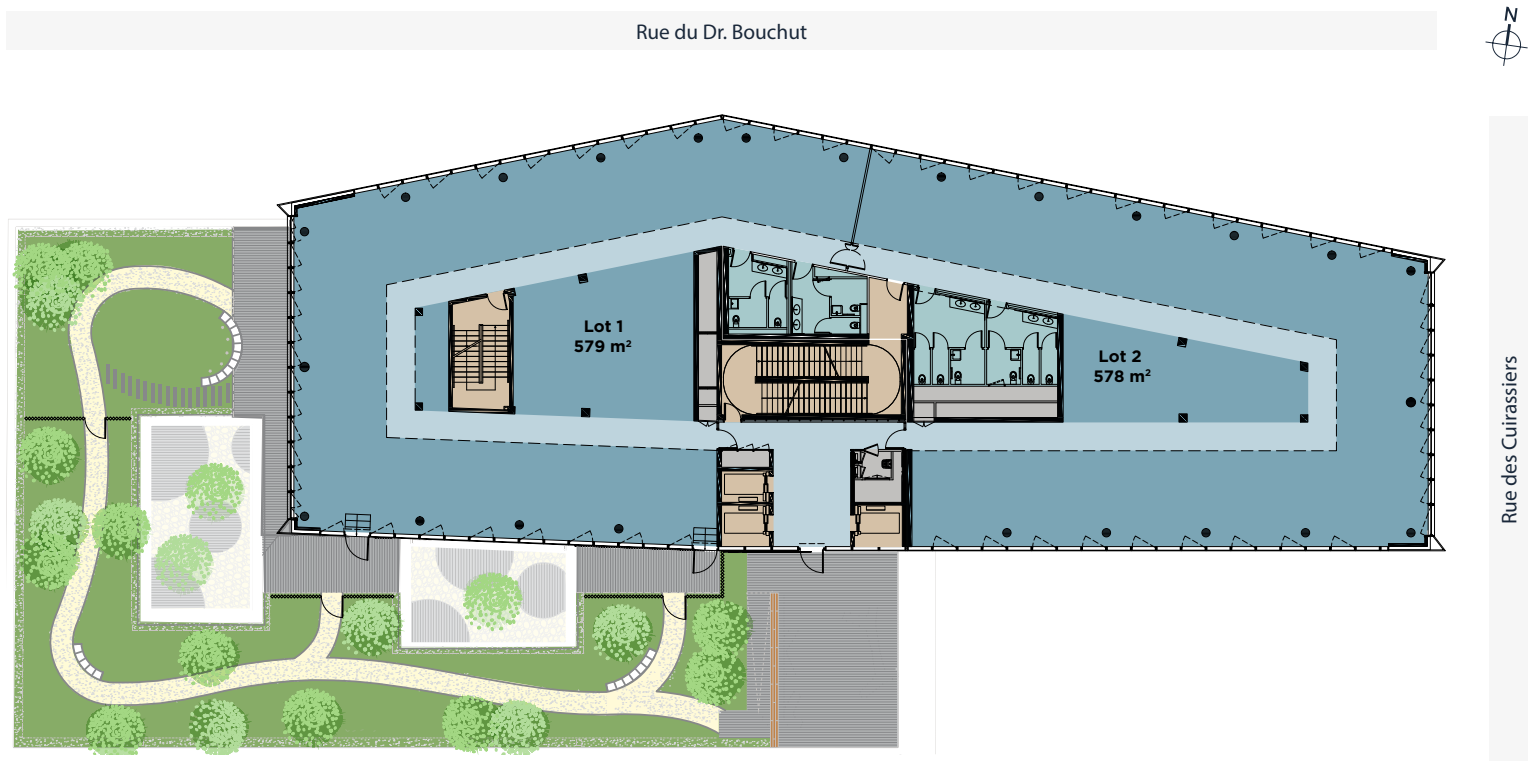 Rue du Dr. Bouchut
N
Lot 1
579 m²
Lot 2
578 m²
Rue des Cuirassiers